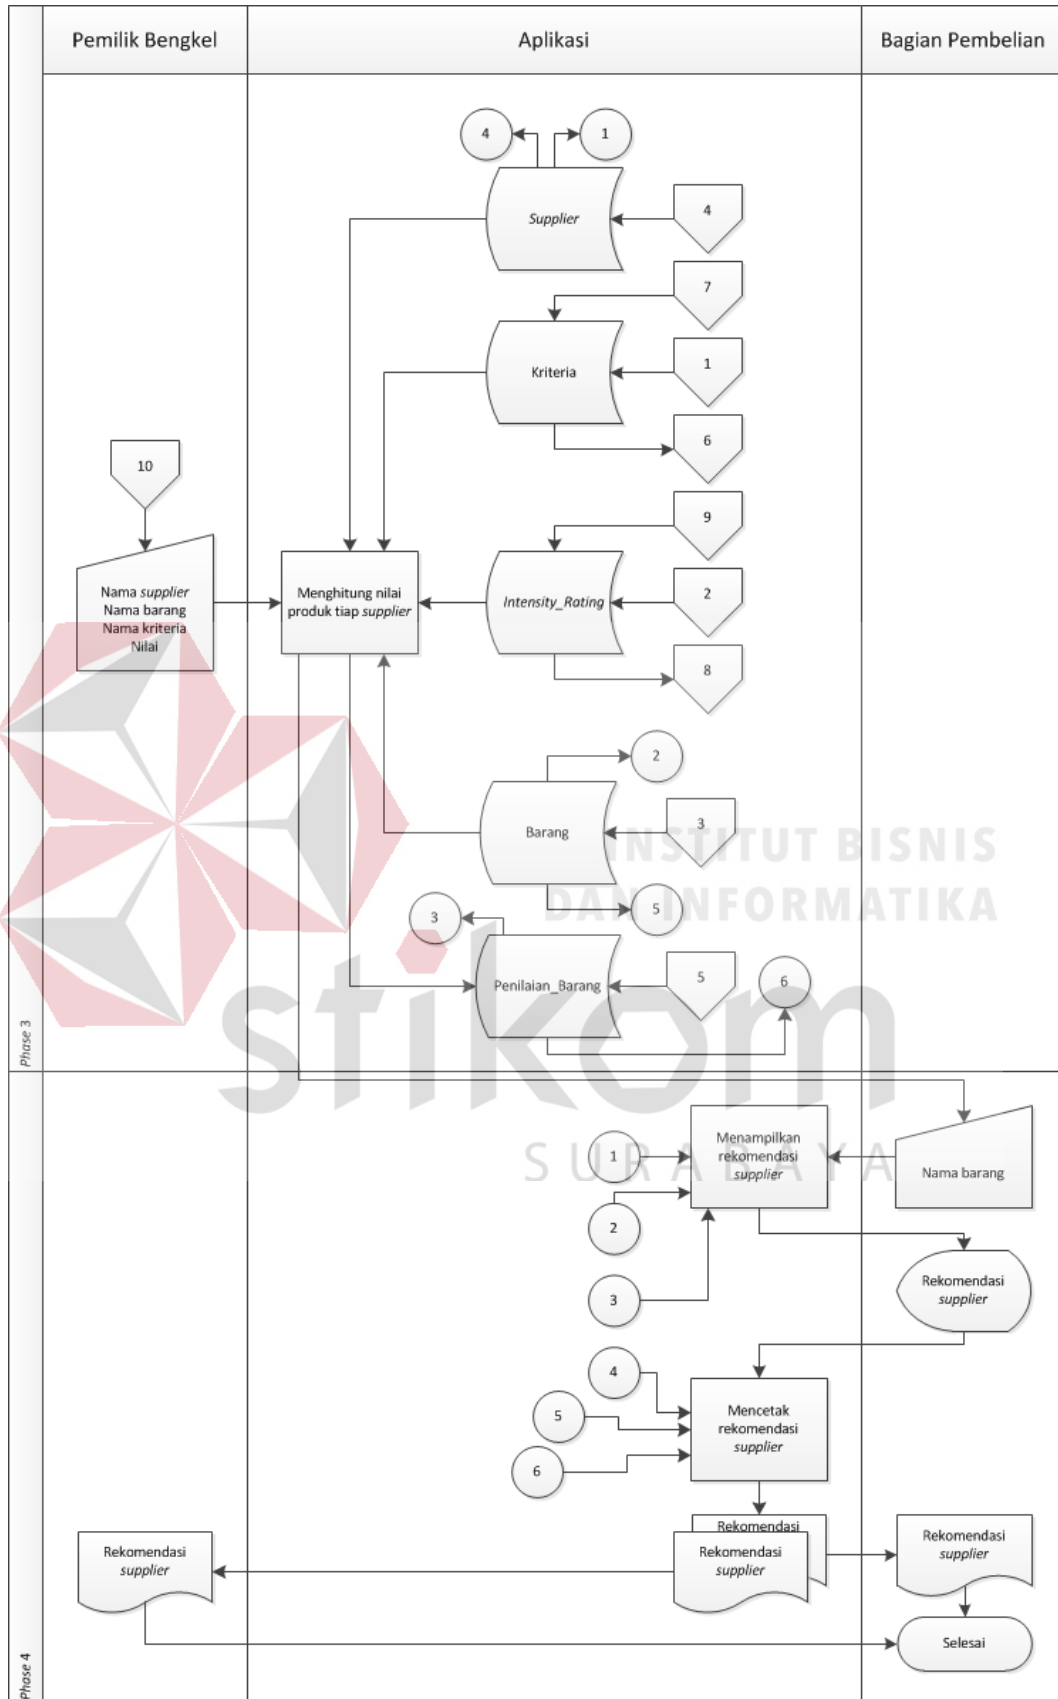 Pemilik Bengkel
Aplikasi
Bagian Pembelian
4
1
Supplier
4
7
Kriteria
1
6
10
9
Nama supplier
Nama barang
Nama kriteria
Nilai
Menghitung nilai
produk tiap supplier
Intensity_Rating
2
8
2
Barang
3
INSTITUT BISNIS
DAN INFORMATIKA
5
3
Penilaian_Barang
5
6
stikom
SURABAYA
Phase 3
Menampilkan
rekomendasi
supplier
1
2
3
Nama barang
Rekomendasi
supplier
4
5
6
Mencetak
rekomendasi
supplier
Rekomendasi
Rekomendasi
supplier
Rekomendasi
supplier
Rekomendasi
supplier
Selesai
Phase 4